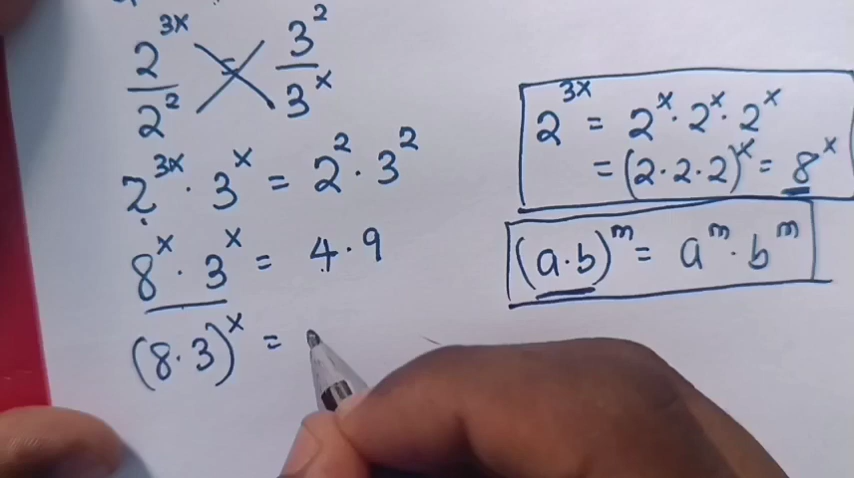 2^{3x}/2^2 = 3^2/3^x
2^{3x} · 3^x = 2^2 · 3^2
8^x · 3^x = 4 · 9
(8 · 3)^x =
2^{3x} = 2^x · 2^x · 2^x
= (2 · 2 · 2)^x = 8^x
(a · b)^m = a^m · b^m